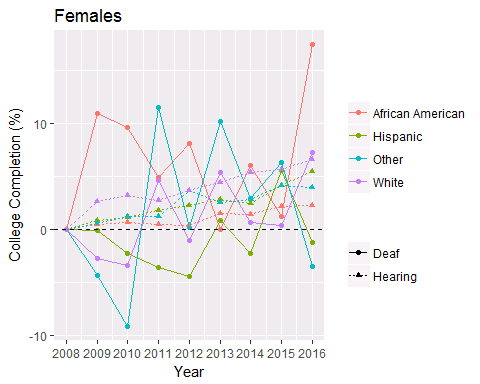 Females
College Completion (%)
10
0
-10
2008 2009 2010 2011 2012 2013 2014 2015 2016
Year
African American
Hispanic
Other
White
Deaf
Hearing